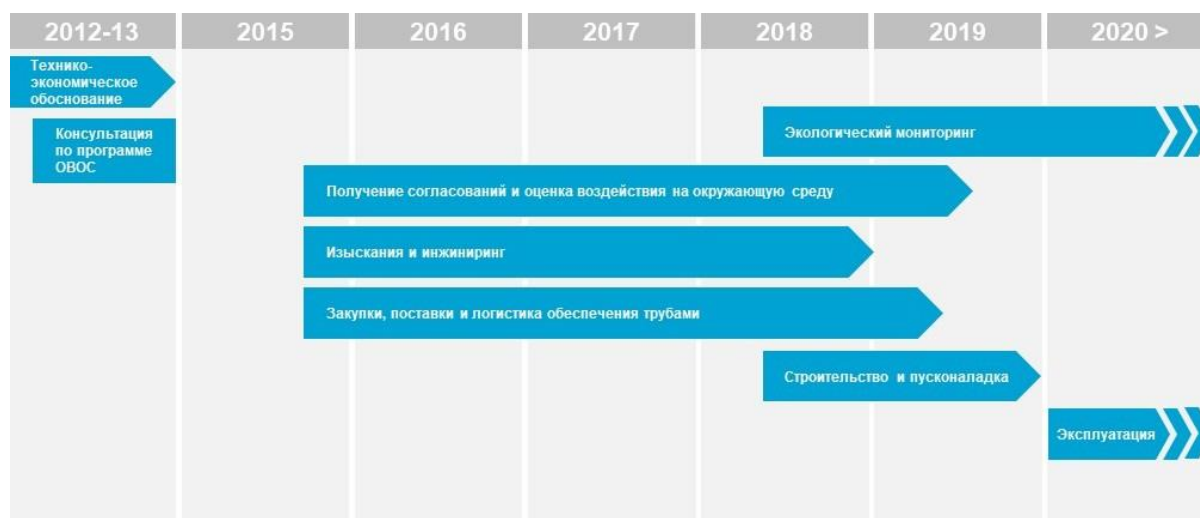 2012-13 2015 2016 2017 2018 2019 2020 >
Технико-
экономическое
обоснование
Консультация
по программе
ОВОС
Экологический мониторинг
Получение согласований и оценка воздействия на окружающую среду
Изыскания и инжиниринг
Закупки, поставки и логистика обеспечения трубами
Строительство и пусконаладка
Эксплуатация